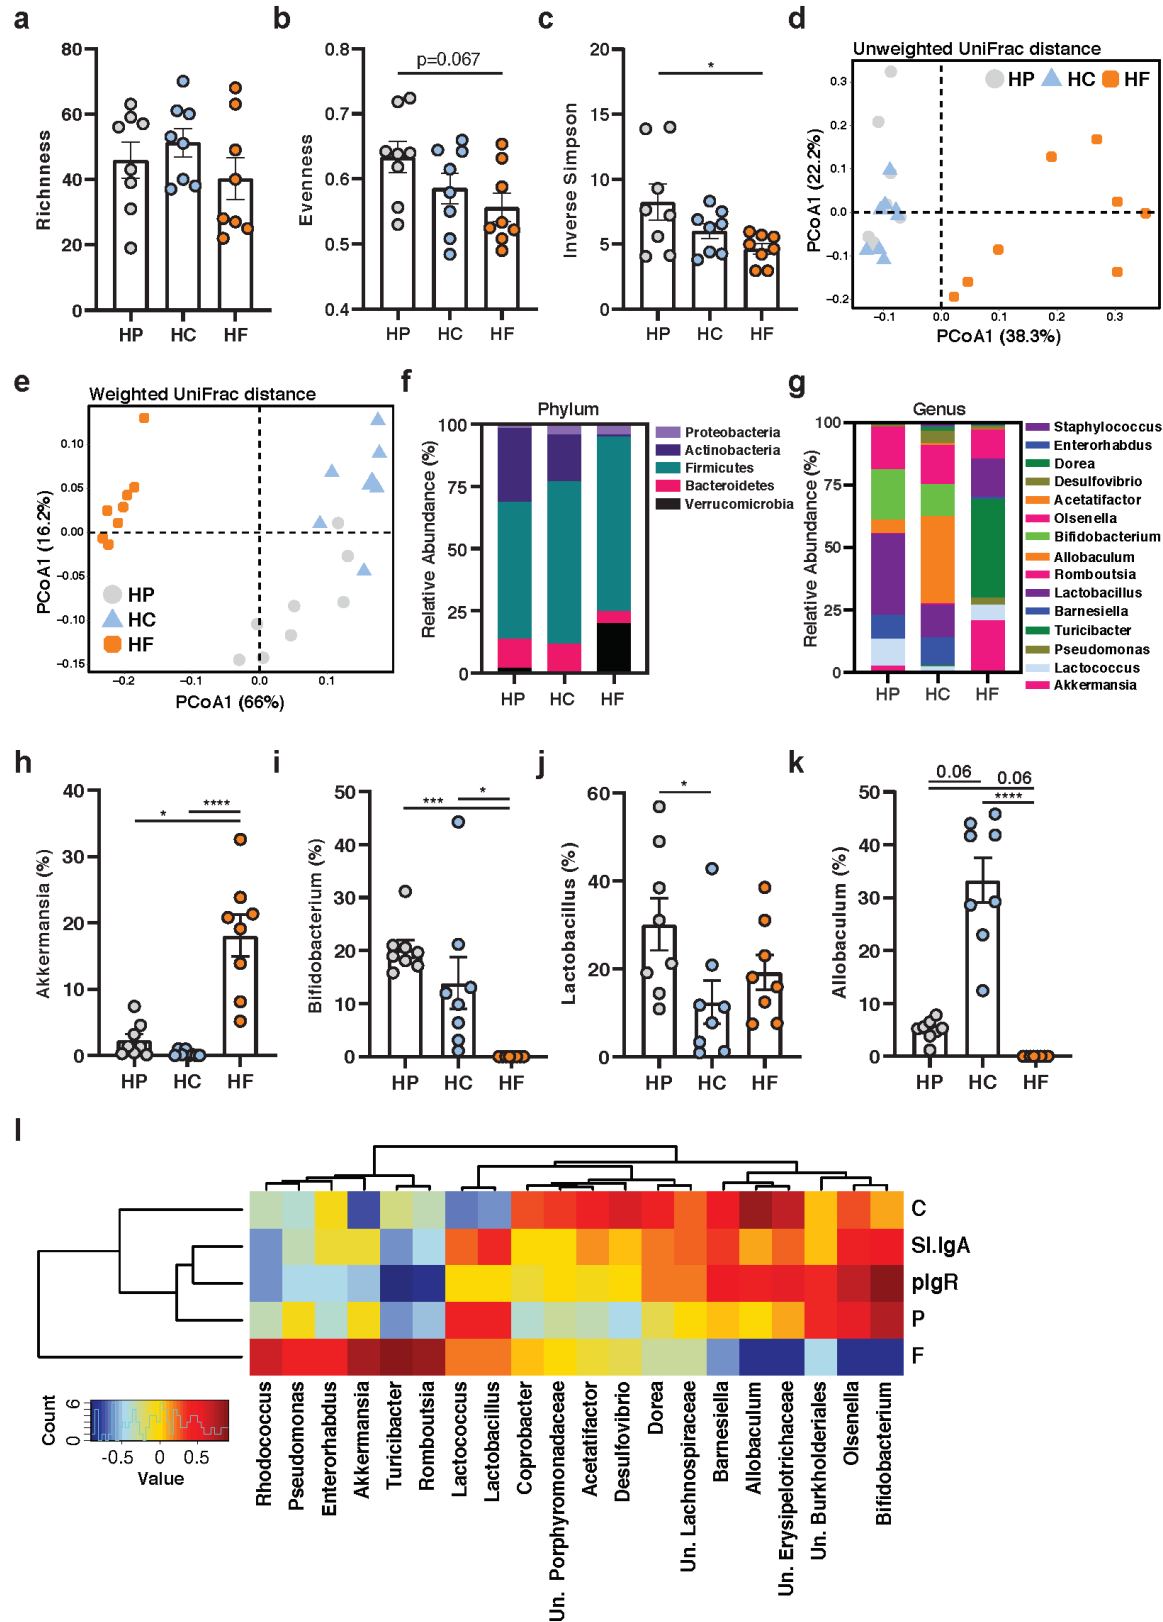 a
Richnness
80
60
40
20
0
HP HC HF
b
Evenness
0.8
0.7
0.6
0.5
0.4
p=0.067
HP HC HF
c
Inverse Simpson
20
15
10
5
0
*
HP HC HF
d
Unweighted UniFrac distance
HP HC HF
PCoA1 (22.2%)
0.3
0.2
0.1
0.0
−0.1
−0.2
−0.1 0.0 0.1 0.2 0.3
PCoA1 (38.3%)
e
Weighted UniFrac distance
PCoA1 (16.2%)
0.10
0.05
0.00
−0.05
−0.10
−0.15
HP
HC
HF
−0.2 0.0 0.1
PCoA1 (66%)
f
Phylum
Relative Abundance (%)
100
75
50
25
0
HP HC HF
Proteobacteria
Actinobacteria
Firmicutes
Bacteroidetes
Verrucomicrobia
g
Genus
Relative Abundance (%)
100
75
50
25
0
HP HC HF
Staphylococcus
Enterorhabdus
Dorea
Desulfovibrio
Acetatifactor
Olsenella
Bifidobacterium
Allobaculum
Romboutsia
Lactobacillus
Barnesiella
Turicibacter
Pseudomonas
Lactococcus
Akkermansia
h
Akkermansia (%)
40
30
20
10
0
****
*
HP HC HF
i
Bifidobacterium (%)
50
40
30
20
10
0
*
***
HP HC HF
j
Lactobacillus (%)
60
40
20
0
*
HP HC HF
k
Allobaculum (%)
50
40
30
20
10
0
0.06 0.06
****
HP HC HF
l
C
SI.IgA
pIgR
P
F
Rhodococcus
Pseudomonas
Enterorhabdus
Akkermansia
Turicibacter
Romboutsia
Lactococcus
Lactobacillus
Coprobacter
Un. Porphyromonadaceae
Acetatifactor
Desulfovibrio
Dorea
Un. Lachnospiraceae
Barnesiella
Allobaculum
Un. Erysipelotrichaceae
Un. Burkholderiales
Olsenella
Bifidobacterium
Count
6
0
-0.5 0 0.5
Value